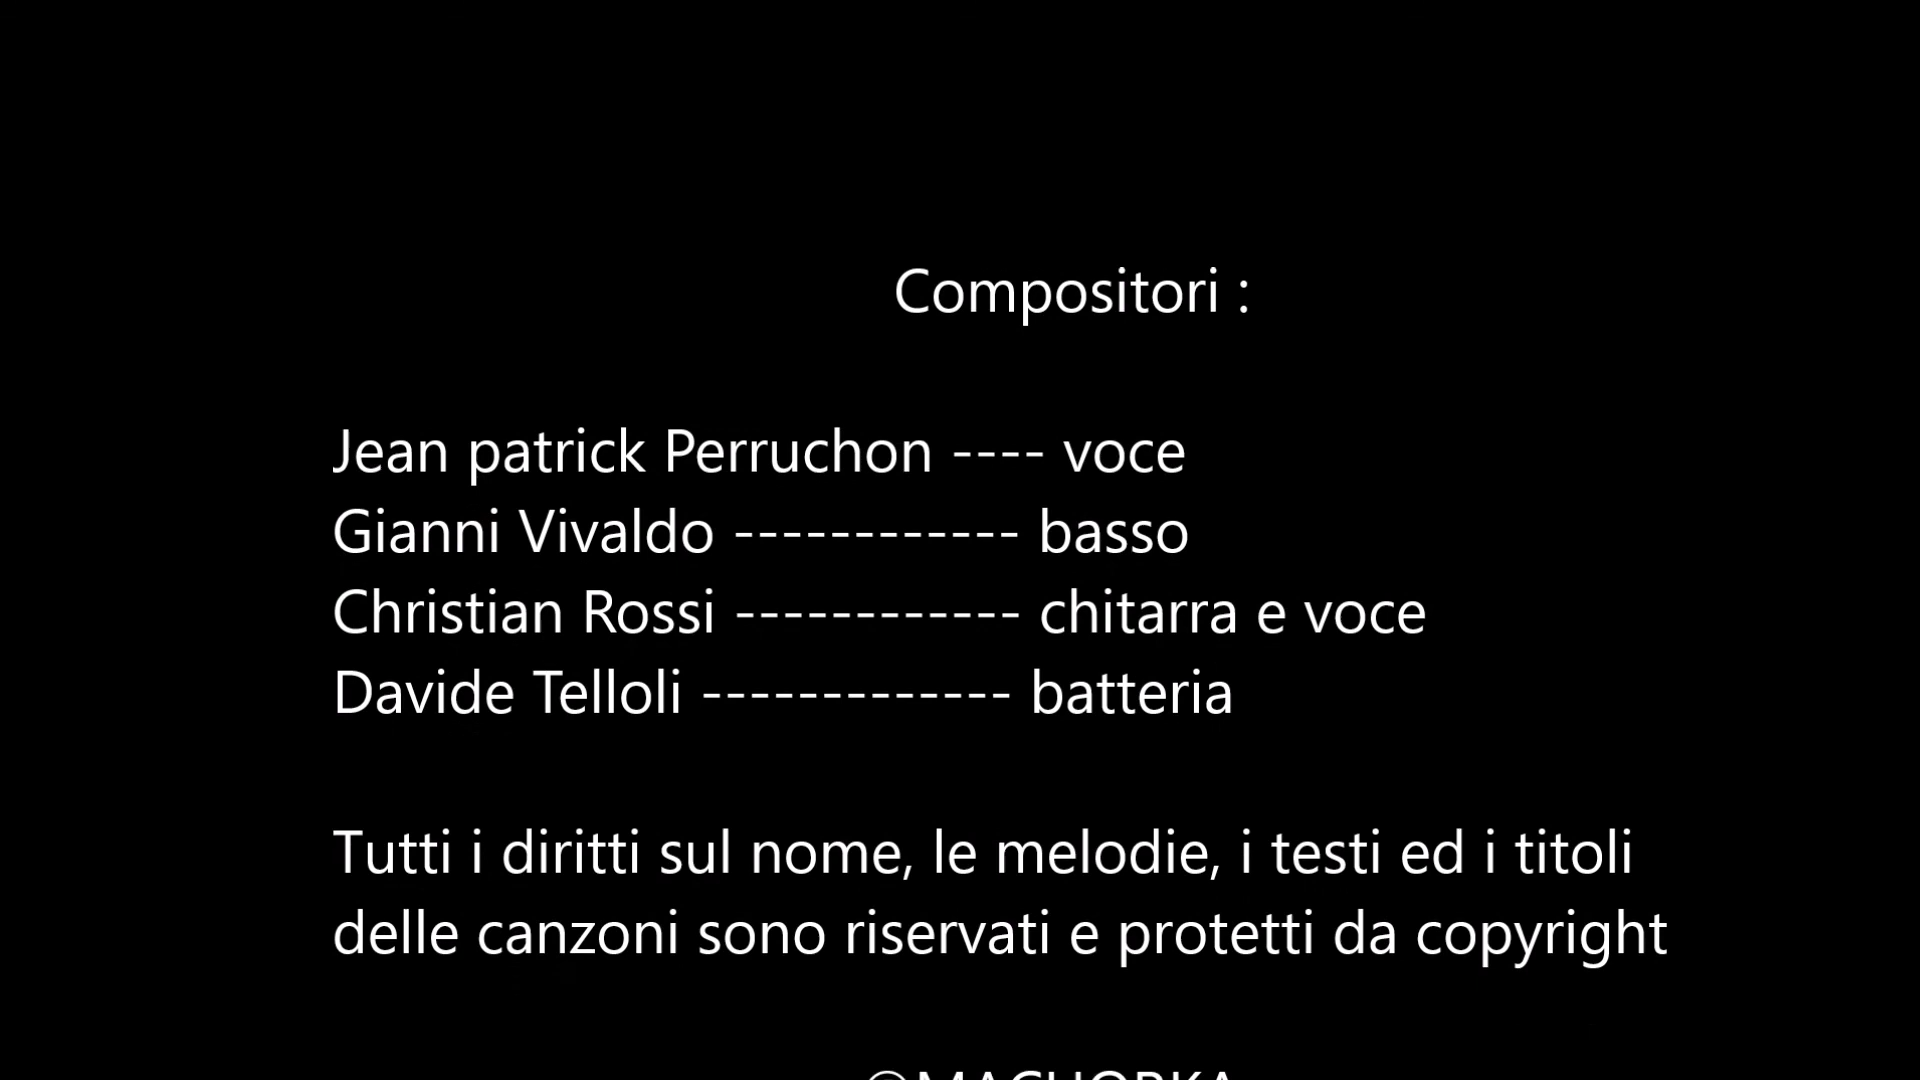 Compositori :
Jean patrick Perruchon ---- voce
Gianni Vivaldo ------------ basso
Christian Rossi ------------ chitarra e voce
Davide Telloli ------------- batteria
Tutti i diritti sul nome, le melodie, i testi ed i titoli
delle canzoni sono riservati e protetti da copyright